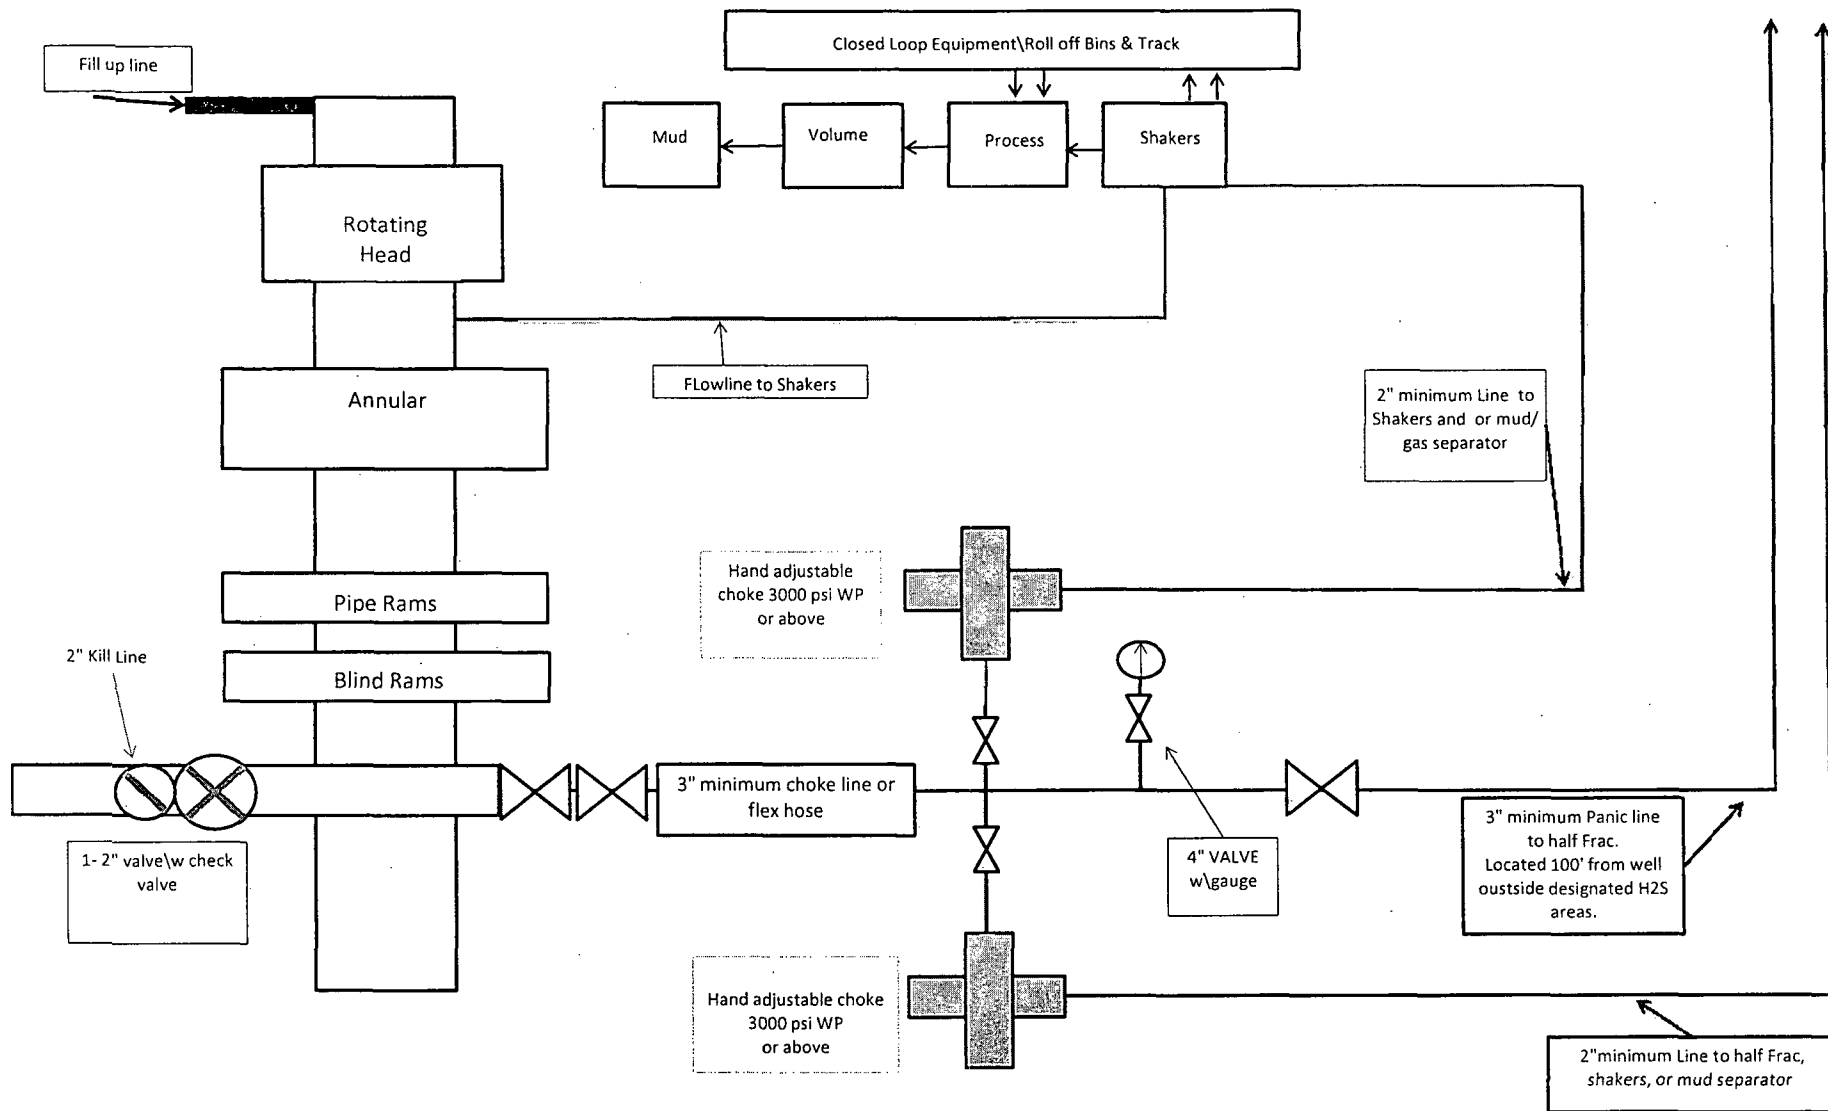 Closed Loop Equipment\Roll off Bins & Track
Fill up line
Mud
Volume
Process
Shakers
Rotating
Head
FLowline to Shakers
Annular
2" minimum Line to
Shakers and or mud/
gas separator
Hand adjustable
choke 3000 psi WP
or above
Pipe Rams
2" Kill Line
Blind Rams
3" minimum choke line or
flex hose
1- 2" valve\w check
valve
4" VALVE
w\gauge
3" minimum Panic line
to half Frac.
Located 100' from well
oustside designated H2S
areas.
Hand adjustable choke
3000 psi WP
or above
2"minimum Line to half Frac,
shakers, or mud separator